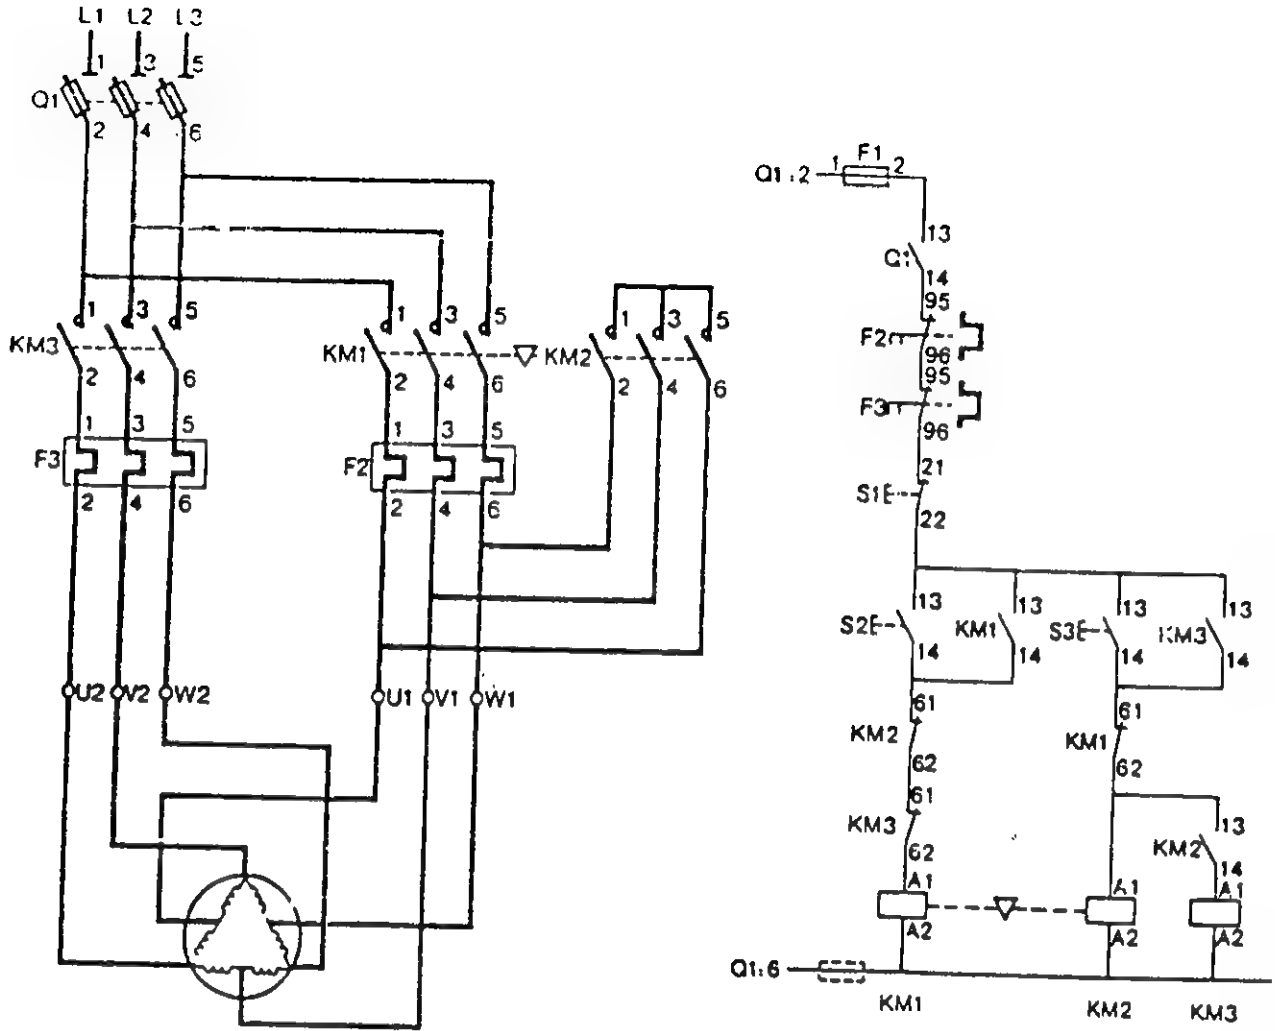 L1 L2 L3
1 3 5
Q1
2 4 6
1 3 5
KM3
2 4 6
1 3 5
KM1
2 4 6
1 3 5
KM2
2 4 6
1 3 5
F3
2 4 6
1 3 5
F2
2 4 6
U2 V2 W2
U1 V1 W1
Q1:2 1 F1 2
13
Q1
14
95
F2
96
95
F3
96
21
S1
22
13 13 13 13
S2 KM1 S3 KM3
14 14 14 14
61 61
KM2 KM1
62 62
61 13
KM3 KM2
62 14
A1 A1 A1
A2 A2 A2
Q1:6
KM1 KM2 KM3